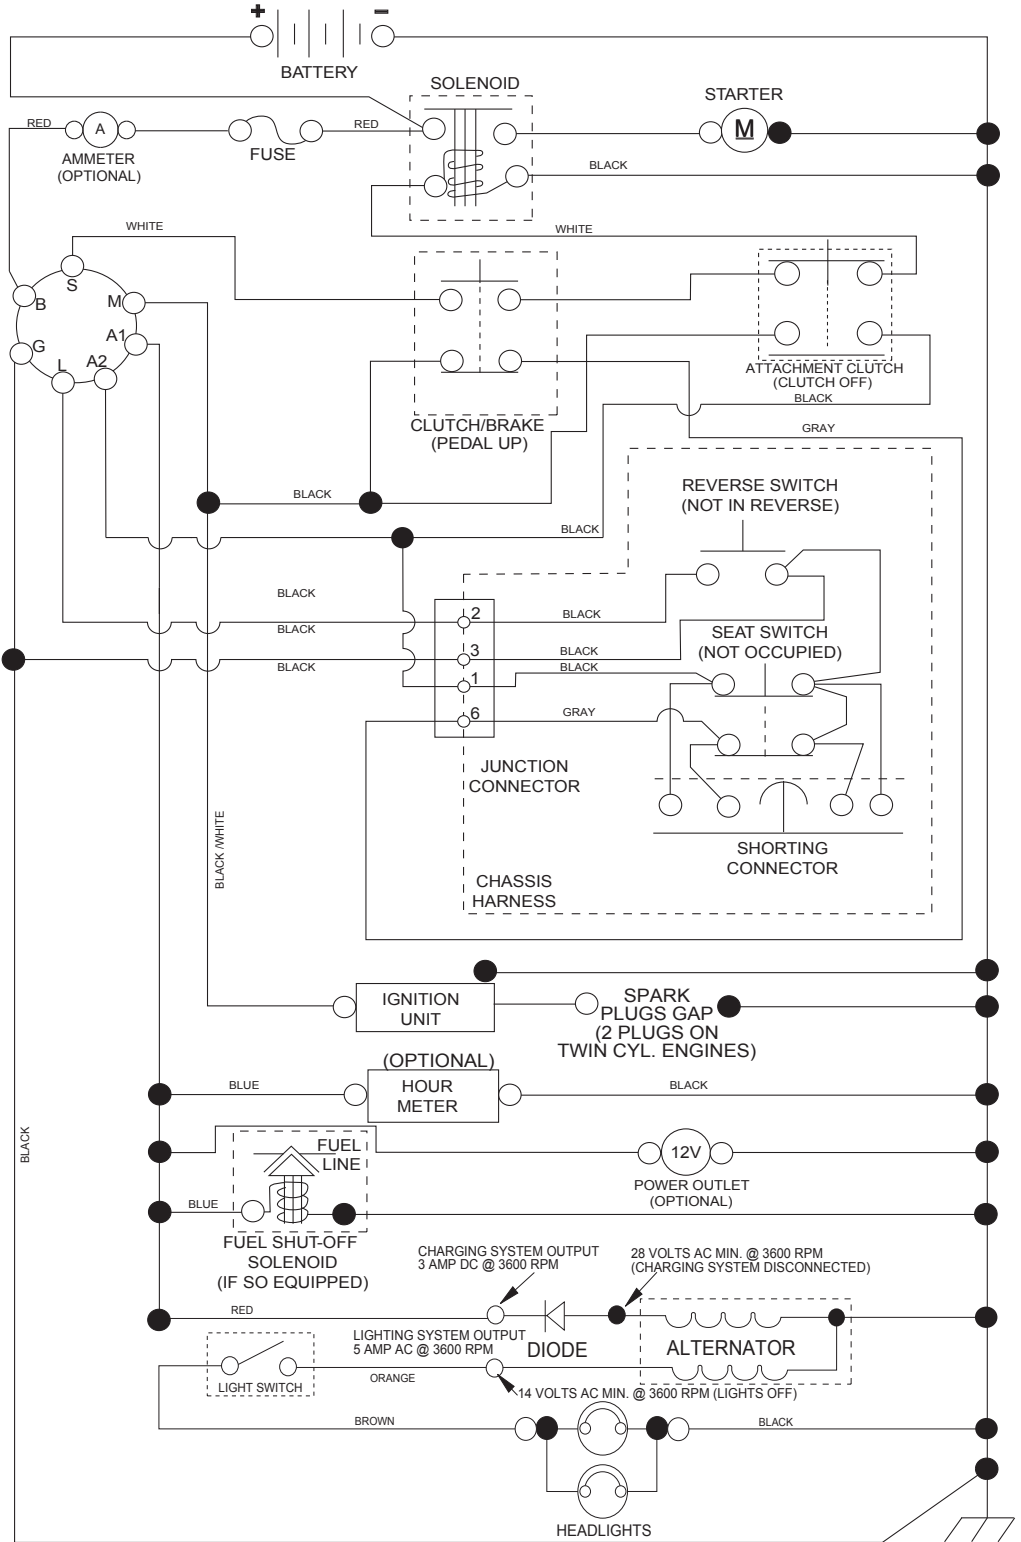 +
−
BATTERY
SOLENOID
STARTER
RED
A
RED
M
AMMETER
(OPTIONAL)
FUSE
BLACK
WHITE
WHITE
S
B
M
G
A1
L
A2
ATTACHMENT CLUTCH
(CLUTCH OFF)
BLACK
CLUTCH/BRAKE
(PEDAL UP)
GRAY
BLACK
REVERSE SWITCH
(NOT IN REVERSE)
BLACK
BLACK
2
BLACK
BLACK
SEAT SWITCH
(NOT OCCUPIED)
3
BLACK
BLACK
BLACK
1
6
GRAY
JUNCTION
CONNECTOR
BLACK /WHITE
SHORTING
CONNECTOR
CHASSIS
HARNESS
IGNITION
UNIT
SPARK
PLUGS GAP
(2 PLUGS ON
TWIN CYL. ENGINES)
(OPTIONAL)
BLUE
HOUR
METER
BLACK
BLACK
FUEL
LINE
12V
POWER OUTLET
(OPTIONAL)
BLUE
FUEL SHUT-OFF
SOLENOID
(IF SO EQUIPPED)
CHARGING SYSTEM OUTPUT
3 AMP DC @ 3600 RPM
28 VOLTS AC MIN. @ 3600 RPM
(CHARGING SYSTEM DISCONNECTED)
RED
LIGHTING SYSTEM OUTPUT
5 AMP AC @ 3600 RPM
DIODE
ALTERNATOR
LIGHT SWITCH
ORANGE
14 VOLTS AC MIN. @ 3600 RPM (LIGHTS OFF)
BROWN
BLACK
HEADLIGHTS